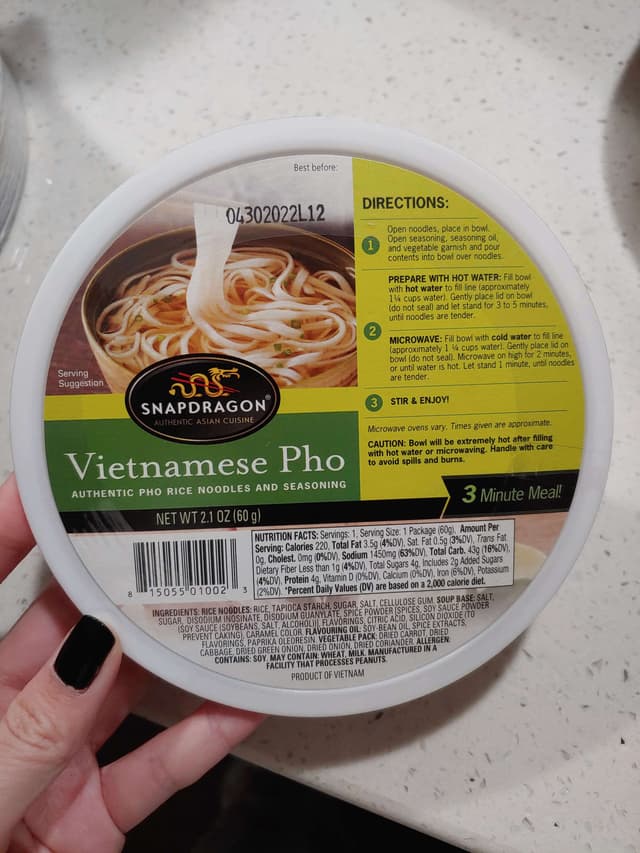 Best before:
04302022L12
Serving
Suggestion
SNAPDRAGON®
AUTHENTIC ASIAN CUISINE
Vietnamese Pho
AUTHENTIC PHO RICE NOODLES AND SEASONING
NET WT 2.1 OZ (60 g)
DIRECTIONS:
1
Open noodles, place in bowl.
Open seasoning, seasoning oil,
and vegetable garnish and pour
contents into bowl over noodles.
2
PREPARE WITH HOT WATER: Fill bowl
with hot water to fill line (approximately
1¼ cups water). Gently place lid on bowl
(do not seal) and let stand for 3 to 5 minutes,
until noodles are tender.
MICROWAVE: Fill bowl with cold water to fill line
(approximately 1 ¼ cups water). Gently place lid on
bowl (do not seal). Microwave on high for 2 minutes,
or until water is hot. Let stand 1 minute, until noodles
are tender.
3
STIR & ENJOY!
Microwave ovens vary. Times given are approximate.
CAUTION: Bowl will be extremely hot after filling
with hot water or microwaving. Handle with care
to avoid spills and burns.
3 Minute Meal!
8 15055 01002 3
NUTRITION FACTS: Servings: 1, Serving Size: 1 Package (60g), Amount Per
Serving: Calories 220, Total Fat 3.5g (4%DV), Sat. Fat 0.5g (3%DV), Trans Fat
0g, Cholest. 0mg (0%DV), Sodium 1450mg (63%DV), Total Carb. 43g (16%DV),
Dietary Fiber Less than 1g (4%DV), Total Sugars 4g, Includes 2g Added Sugars
(4%DV), Protein 4g, Vitamin D (0%DV), Calcium (0%DV), Iron (6%DV), Potassium
(2%DV). *Percent Daily Values (DV) are based on a 2,000 calorie diet.
INGREDIENTS: RICE NOODLES: RICE, TAPIOCA STARCH, SUGAR, SALT, CELLULOSE GUM. SOUP BASE: SALT,
SUGAR, DISODIUM INOSINATE, DISODIUM GUANYLATE, SPICE POWDER (SPICES, SOY SAUCE POWDER
(SOY SAUCE (SOYBEANS, SALT, ALCOHOL)), FLAVORINGS, CITRIC ACID, SILICON DIOXIDE (TO
PREVENT CAKING), CARAMEL COLOR. FLAVOURING OIL: SOY-BEAN OIL, SPICE EXTRACTS,
FLAVORINGS, PAPRIKA OLEORESIN. VEGETABLE PACK: DRIED CARROT, DRIED
CABBAGE, DRIED GREEN ONION, DRIED ONION, DRIED CORIANDER. ALLERGEN:
CONTAINS: SOY. MAY CONTAIN: WHEAT, MILK. MANUFACTURED IN A
FACILITY THAT PROCESSES PEANUTS.
PRODUCT OF VIETNAM